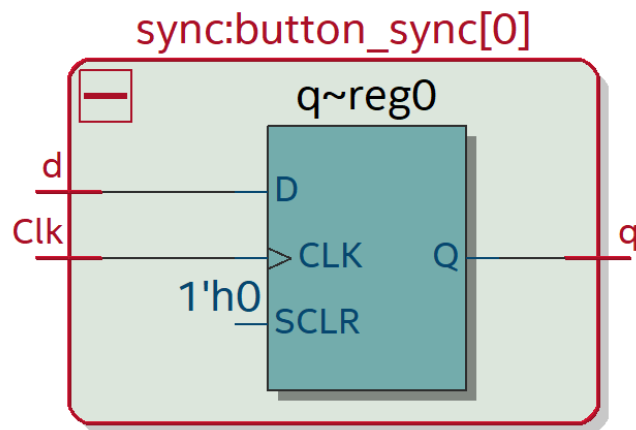 sync:button_sync[0]
q~reg0
d
D
Clk
CLK
Q
q
1'h0
SCLR